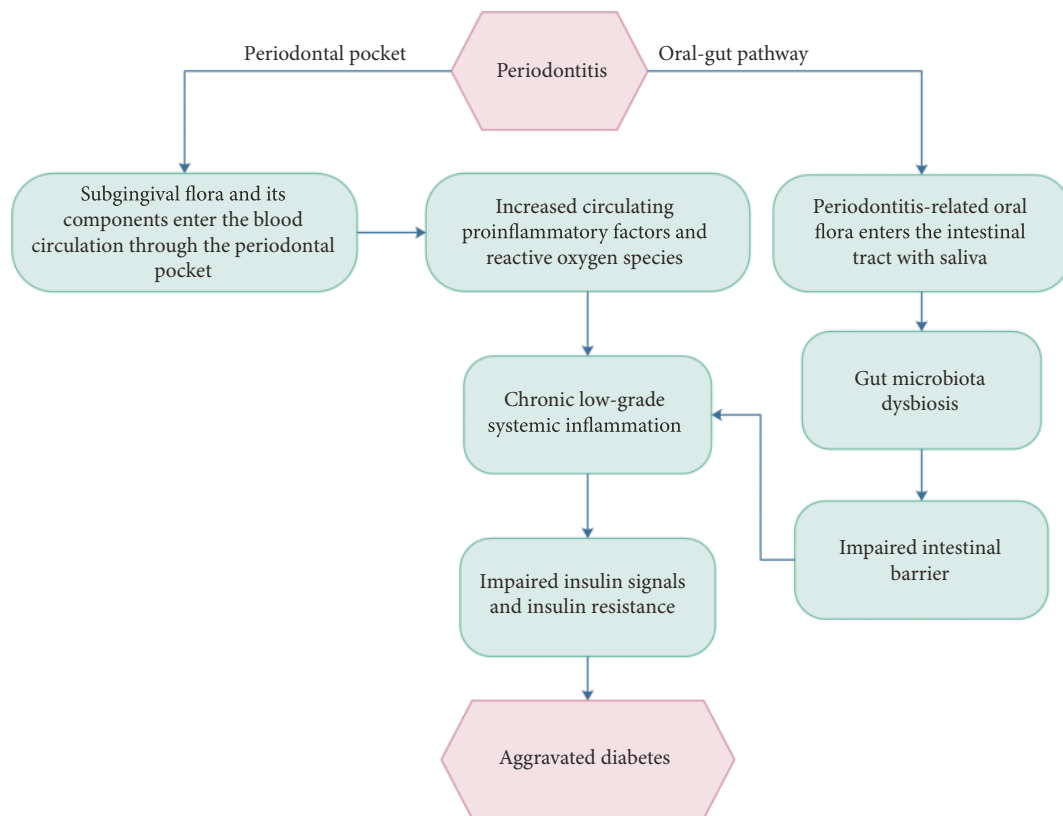 Periodontal pocket
Periodontitis
Oral-gut pathway
Subgingival flora and its
components enter the blood
circulation through the periodontal
pocket
Increased circulating
proinflammatory factors and
reactive oxygen species
Periodontitis-related oral
flora enters the intestinal
tract with saliva
Chronic low-grade
systemic inflammation
Gut microbiota
dysbiosis
Impaired intestinal
barrier
Impaired insulin signals
and insulin resistance
Aggravated diabetes